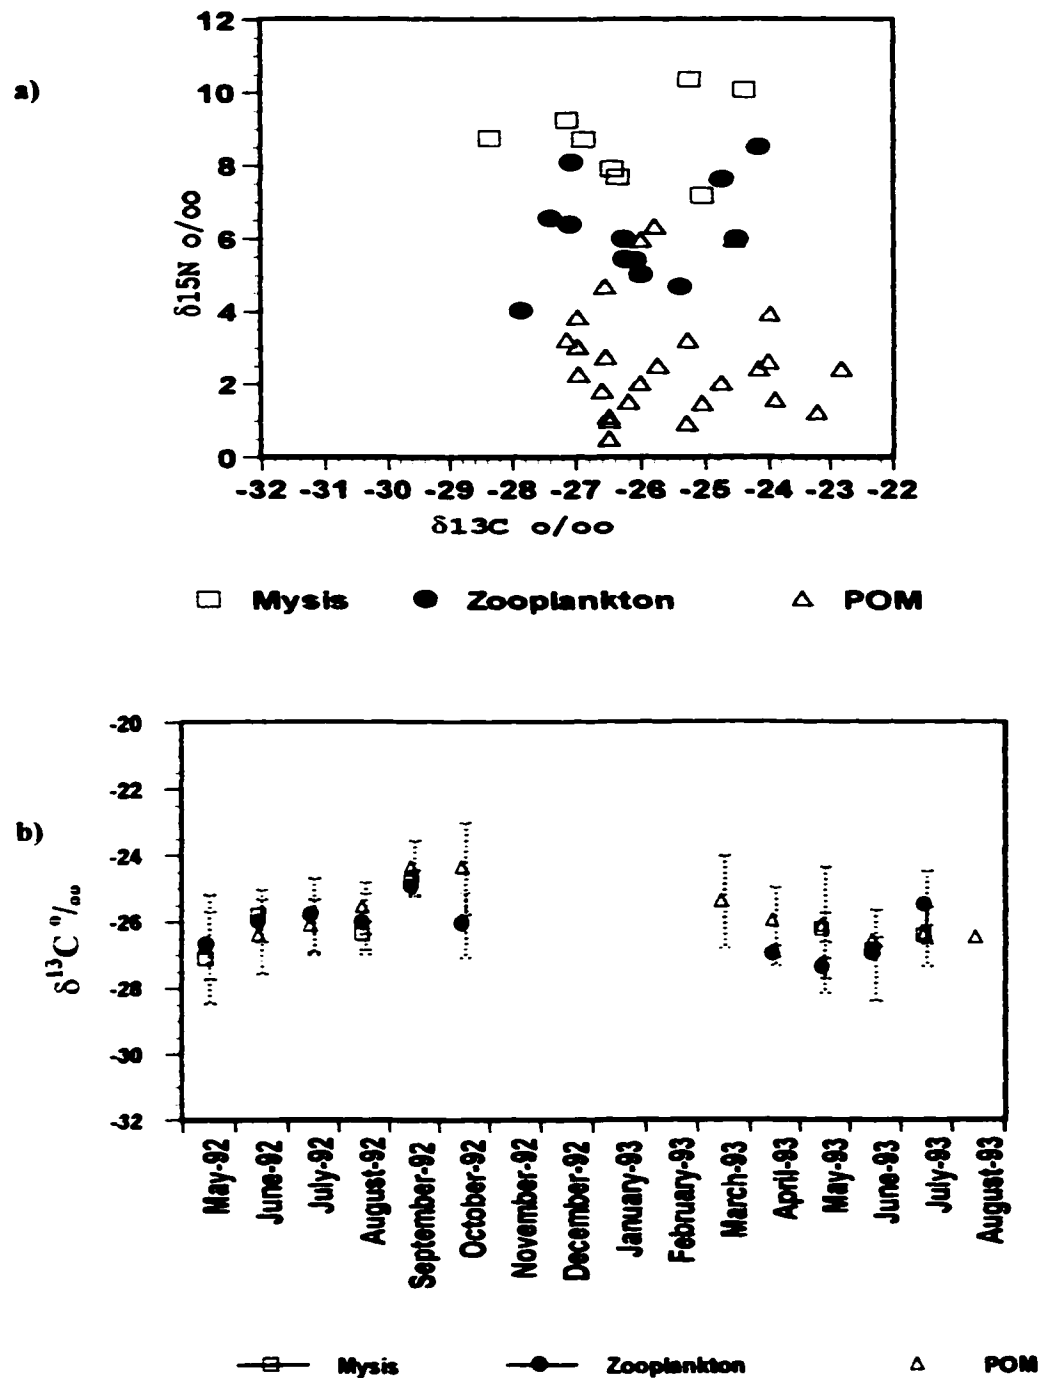 a)
12
10
8
6
4
2
0
δ15N o/oo
-32 -31 -30 -29 -28 -27 -26 -25 -24 -23 -22
δ13C o/oo
Mysis Zooplankton POM
b)
-20
-22
-24
-26
-28
-30
-32
δ¹³C ⁰/₀₀
May-92
June-92
July-92
August-92
September-92
October-92
November-92
December-92
January-93
February-93
March-93
April-93
May-93
June-93
July-93
August-93
Mysis Zooplankton POM